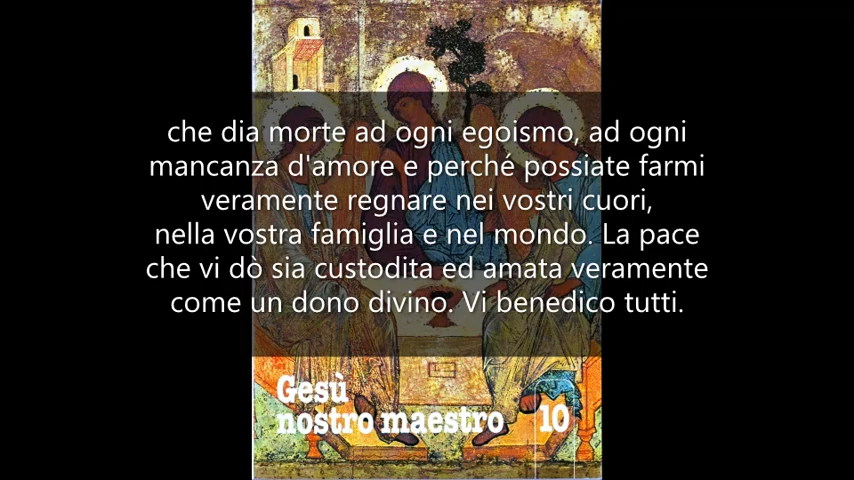 che dia morte ad ogni egoismo, ad ogni
mancanza d'amore e perché possiate farmi
veramente regnare nei vostri cuori,
nella vostra famiglia e nel mondo. La pace
che vi dò sia custodita ed amata veramente
come un dono divino. Vi benedico tutti.
Gesù
nostro maestro 10